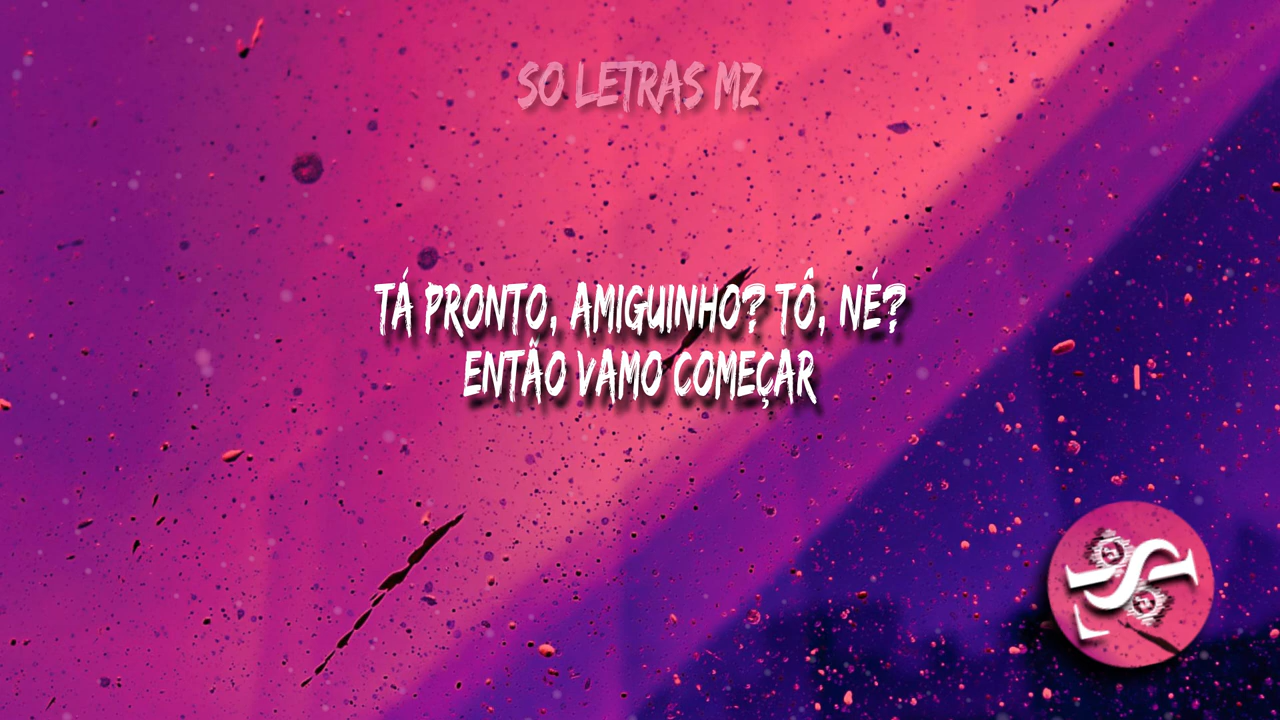 SO LETRAS MZ
TÁ PRONTO, AMIGUINHO? TÔ, NÉ?
ENTÃO VAMO COMEÇAR